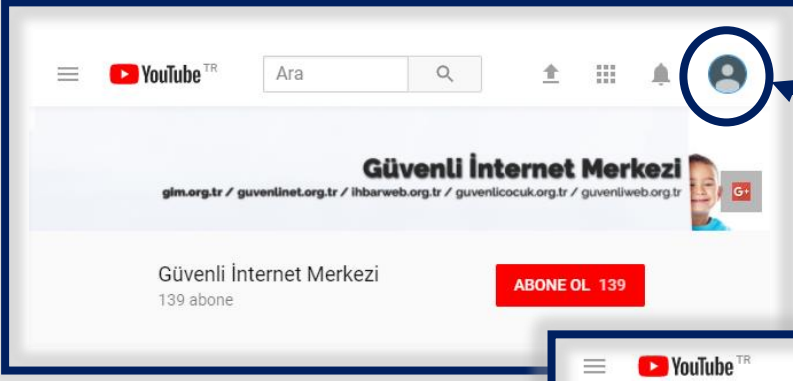 YouTube TR
Ara
Güvenli İnternet Merkezi
gim.org.tr / guvenlinet.org.tr / ihbarweb.org.tr / guvenlicocuk.org.tr / guvenliweb.org.tr
G+
Güvenli İnternet Merkezi
139 abone
ABONE OL 139
YouTube TR